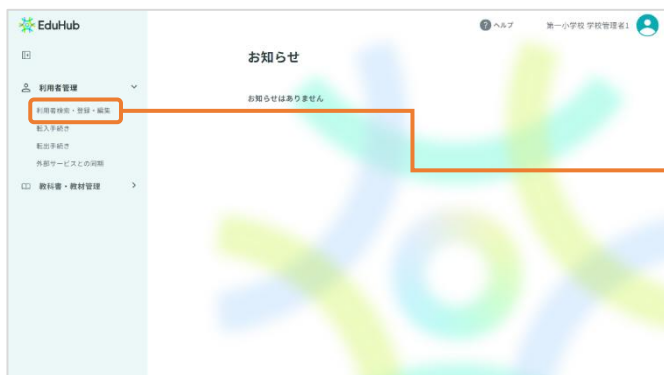 EduHub
ヘルプ
第一小学校 学校管理者1
お知らせ
お知らせはありません
利用者管理
利用者検索・登録・編集
転入手続き
転出手続き
外部サービスとの同期
教科書・教材管理